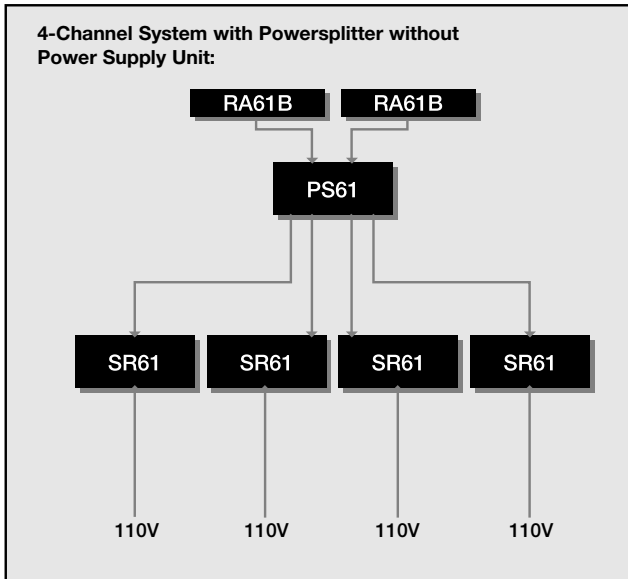 4-Channel System with Powersplitter without
Power Supply Unit:
RA61B RA61B
PS61
SR61 SR61 SR61 SR61
110V 110V 110V 110V